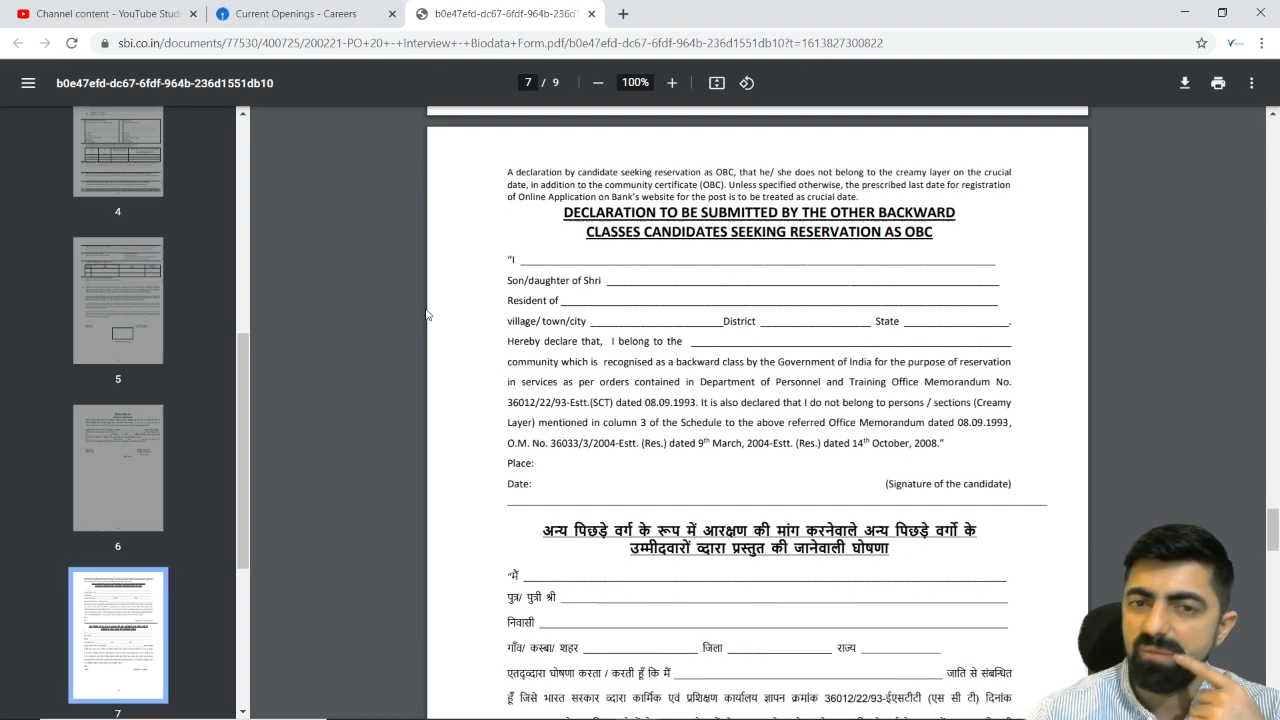 Channel content - YouTube Studi
Current Openings - Careers
b0e47efd-dc67-6fdf-964b-236d15
sbi.co.in/documents/77530/400725/200221-PO+20+-+Interview+-+Biodata+Form.pdf/b0e47efd-dc67-6fdf-964b-236d1551db10?t=1613827300822
b0e47efd-dc67-6fdf-964b-236d1551db10
7 / 9
100%
4
5
6
7
A declaration by candidate seeking reservation as OBC, that he/ she does not belong to the creamy layer on the crucial
date, in addition to the community certificate (OBC). Unless specified otherwise, the prescribed last date for registration
of Online Application on Bank's website for the post is to be treated as crucial date.
DECLARATION TO BE SUBMITTED BY THE OTHER BACKWARD
CLASSES CANDIDATES SEEKING RESERVATION AS OBC
"I
Son/daughter of Shri
Resident of
village/ town/city District State .
Hereby declare that, I belong to the
community which is recognised as a backward class by the Government of India for the purpose of reservation
in services as per orders contained in Department of Personnel and Training Office Memorandum No.
36012/22/93-Estt.(SCT) dated 08.09.1993. It is also declared that I do not belong to persons / sections (Creamy
Layer) mentioned in column 3 of the Schedule to the above referred Office Memorandum dated 08.09.1993,
O.M. No. 36033/3/2004-Estt. (Res.) dated 9th March, 2004-Estt. (Res.) dated 14th October, 2008."
Place:
Date: (Signature of the candidate)
अन्य पिछड़े वर्ग के रूप में आरक्षण की मांग करनेवाले अन्य पिछड़े वर्गो के
उम्मीदवारों व्दारा प्रस्तुत की जानेवाली घोषणा
"मैं
श्री
जिला राज्य
एतद्व्दारा घोषणा करता / करती हूँ कि मैं जाति से संबन्धित
हूँ जिसे भारत सरकार व्दारा कार्मिक एवं प्रशिक्षण कार्यालय ज्ञापन क्रमांक 36012/22/93-ईएसटीटी (एस सी टी) दिनांक